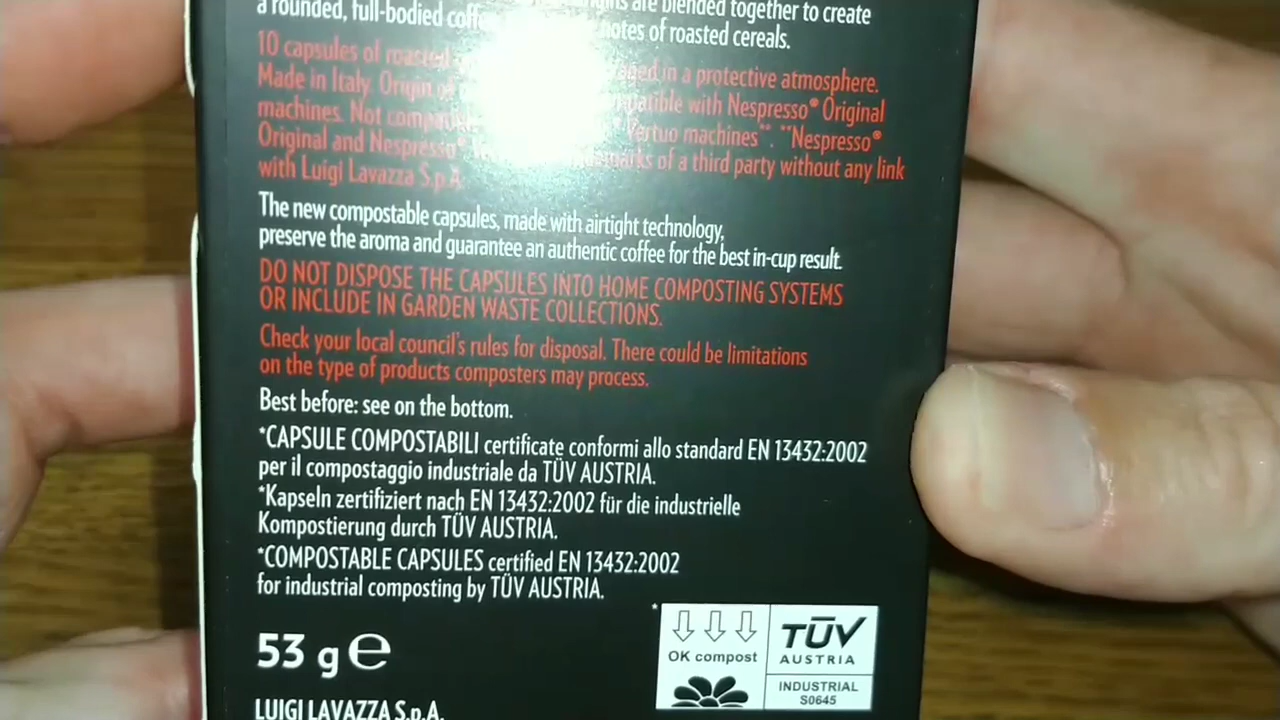 are blended together to create
a rounded, full-bodied notes of roasted cereals.
10 capsules of roasted in a protective atmosphere.
Made in Italy. Origin of with Nespresso® Original
machines. Not Vertuo machines**. **Nespresso®
Original and Nespresso® of a third party without any link
with Luigi Lavazza S.p.A.
The new compostable capsules, made with airtight technology,
preserve the aroma and guarantee an authentic coffee for the best in-cup result.
DO NOT DISPOSE THE CAPSULES INTO HOME COMPOSTING SYSTEMS
OR INCLUDE IN GARDEN WASTE COLLECTIONS.
Check your local council's rules for disposal. There could be limitations
on the type of products composters may process.
Best before: see on the bottom.
*CAPSULE COMPOSTABILI certificate conformi allo standard EN 13432:2002
per il compostaggio industriale da TÜV AUSTRIA.
*Kapseln zertifiziert nach EN 13432:2002 für die industrielle
Kompostierung durch TÜV AUSTRIA.
*COMPOSTABLE CAPSULES certified EN 13432:2002
for industrial composting by TÜV AUSTRIA.
53 g ℮
*
OK compost
TÜV
AUSTRIA
INDUSTRIAL
S0645
LUIGI LAVAZZA S.p.A.